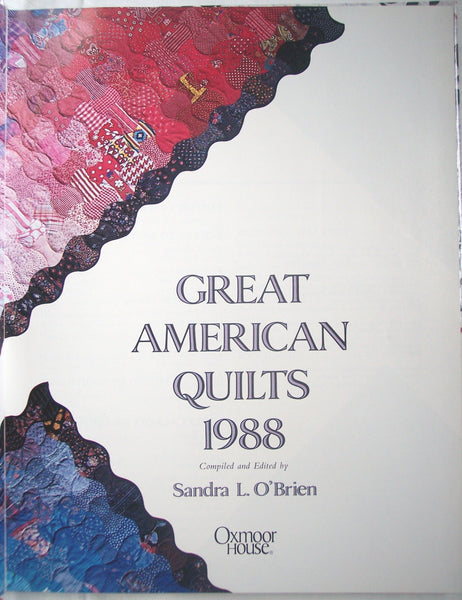 GREAT
AMERICAN
QUILTS
1988
Compiled and Edited by
Sandra L. O'Brien
Oxmoor
House®